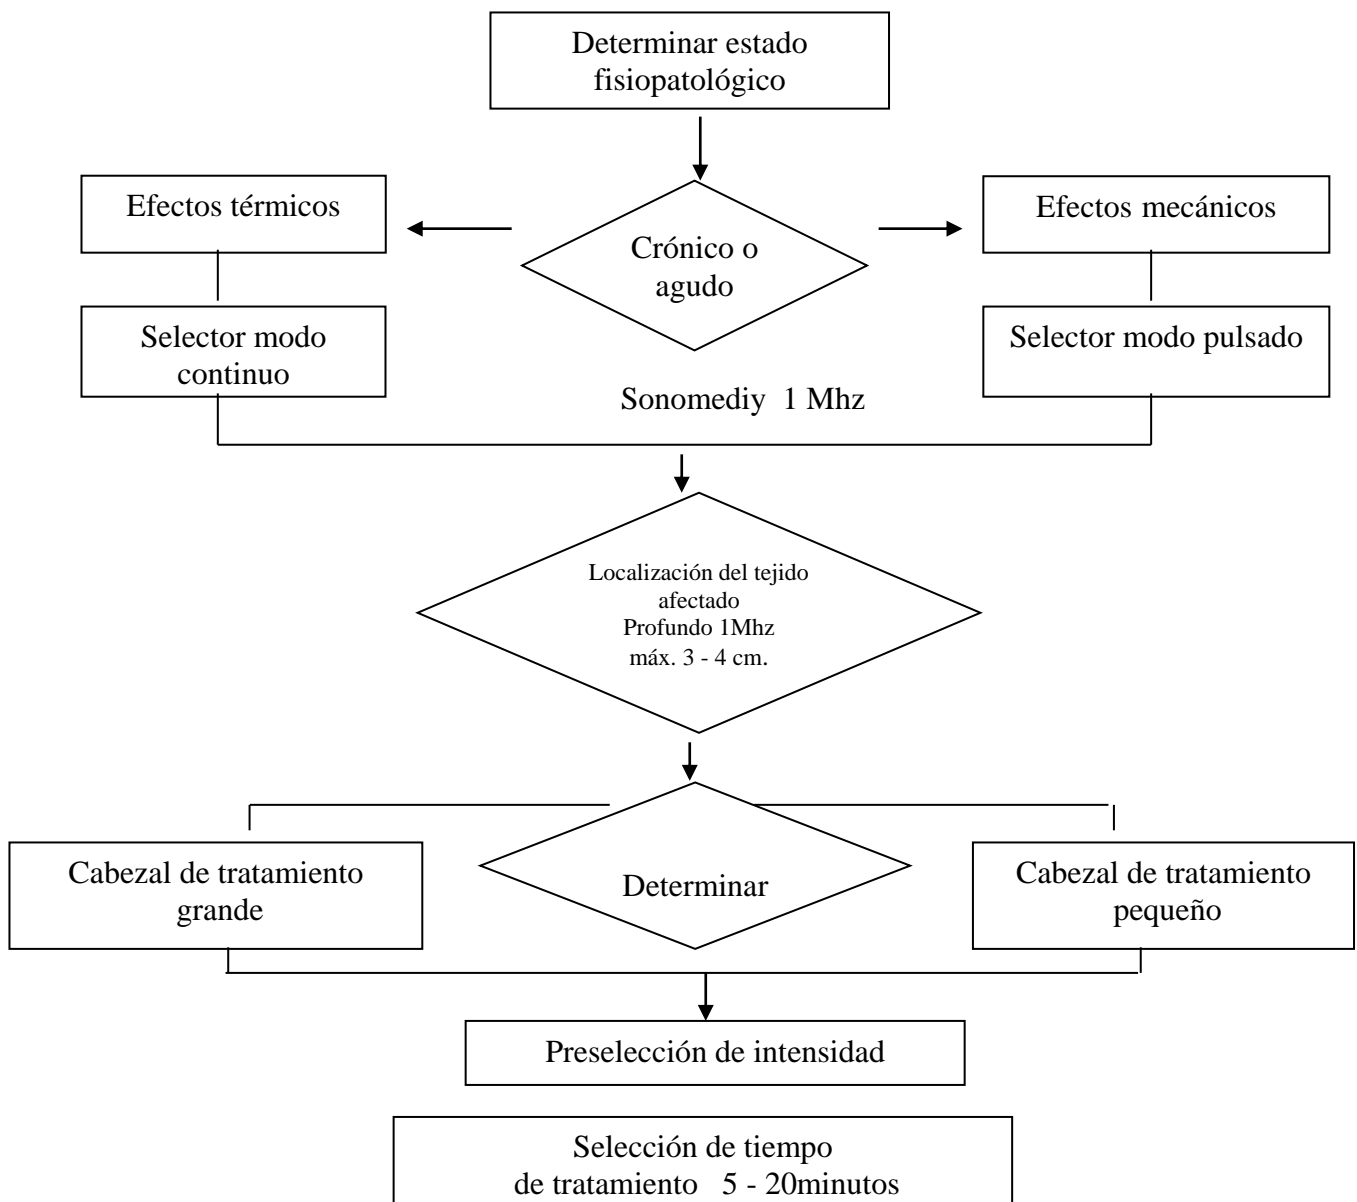 Determinar estado
fisiopatológico
Efectos térmicos
Crónico o
agudo
Efectos mecánicos
Selector modo
continuo
Selector modo pulsado
Sonomediy 1 Mhz
Localización del tejido
afectado
Profundo 1Mhz
máx. 3 - 4 cm.
Cabezal de tratamiento
grande
Determinar
Cabezal de tratamiento
pequeño
Preselección de intensidad
Selección de tiempo
de tratamiento 5 - 20minutos